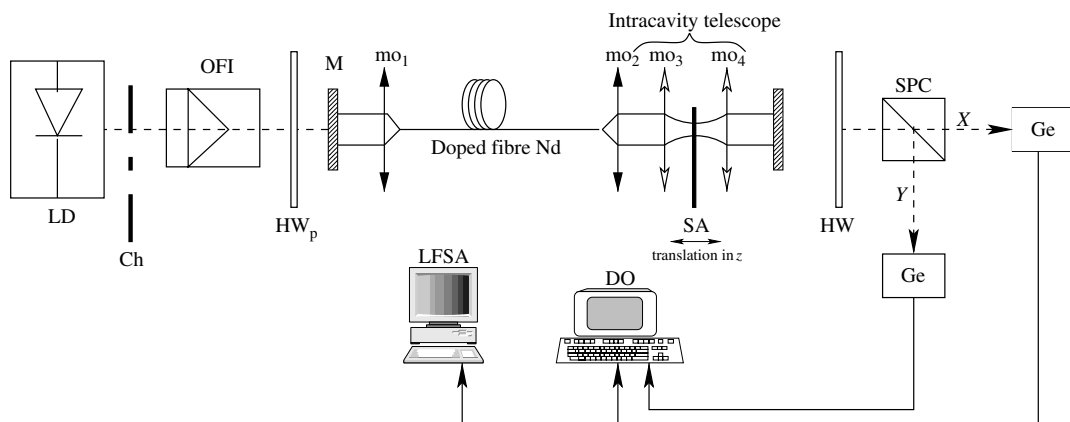 Intracavity telescope
OFI
M
mo1
mo2
mo3
mo4
SPC
X
Ge
Doped fibre Nd
Y
LD
HWp
SA
HW
translation in z
Ch
LFSA
DO
Ge